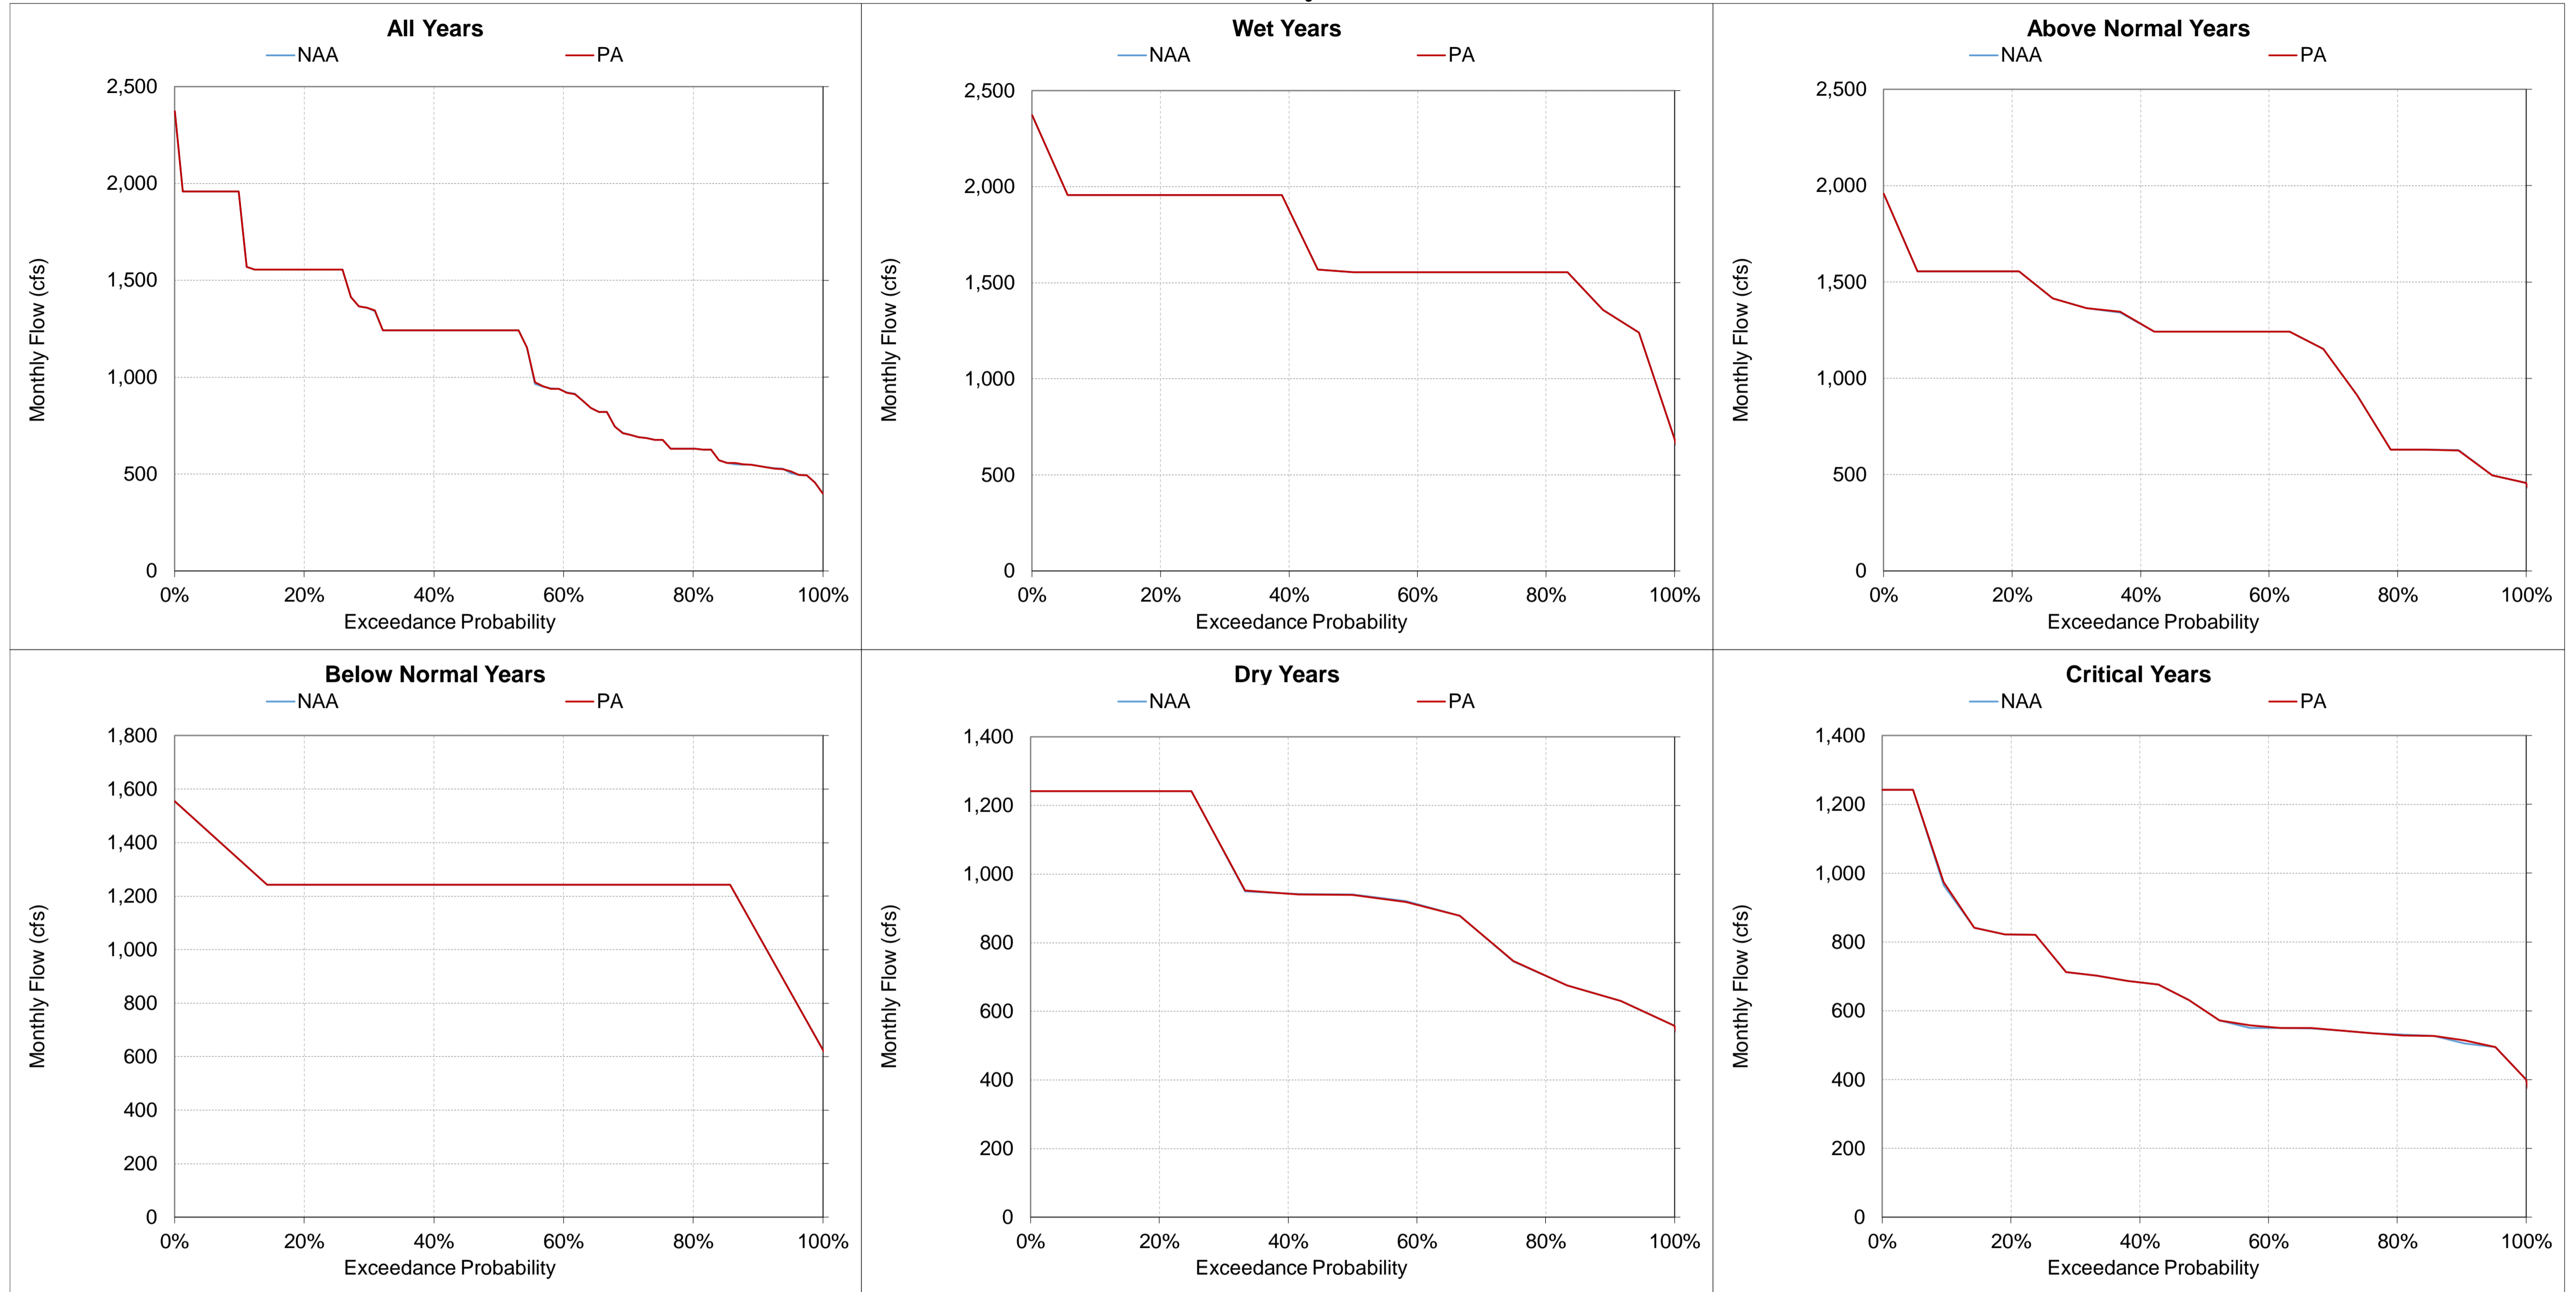 All Years
NAA PA
2,500
2,000
1,500
1,000
500
0
0% 20% 40% 60% 80% 100%
Monthly Flow (cfs)
Exceedance Probability
Wet Years
NAA PA
2,500
2,000
1,500
1,000
500
0
0% 20% 40% 60% 80% 100%
Monthly Flow (cfs)
Exceedance Probability
Above Normal Years
NAA PA
2,500
2,000
1,500
1,000
500
0
0% 20% 40% 60% 80% 100%
Monthly Flow (cfs)
Exceedance Probability
Below Normal Years
NAA PA
1,800
1,600
1,400
1,200
1,000
800
600
400
200
0
0% 20% 40% 60% 80% 100%
Monthly Flow (cfs)
Exceedance Probability
Dry Years
NAA PA
1,400
1,200
1,000
800
600
400
200
0
0% 20% 40% 60% 80% 100%
Monthly Flow (cfs)
Exceedance Probability
Critical Years
NAA PA
1,400
1,200
1,000
800
600
400
200
0
0% 20% 40% 60% 80% 100%
Monthly Flow (cfs)
Exceedance Probability